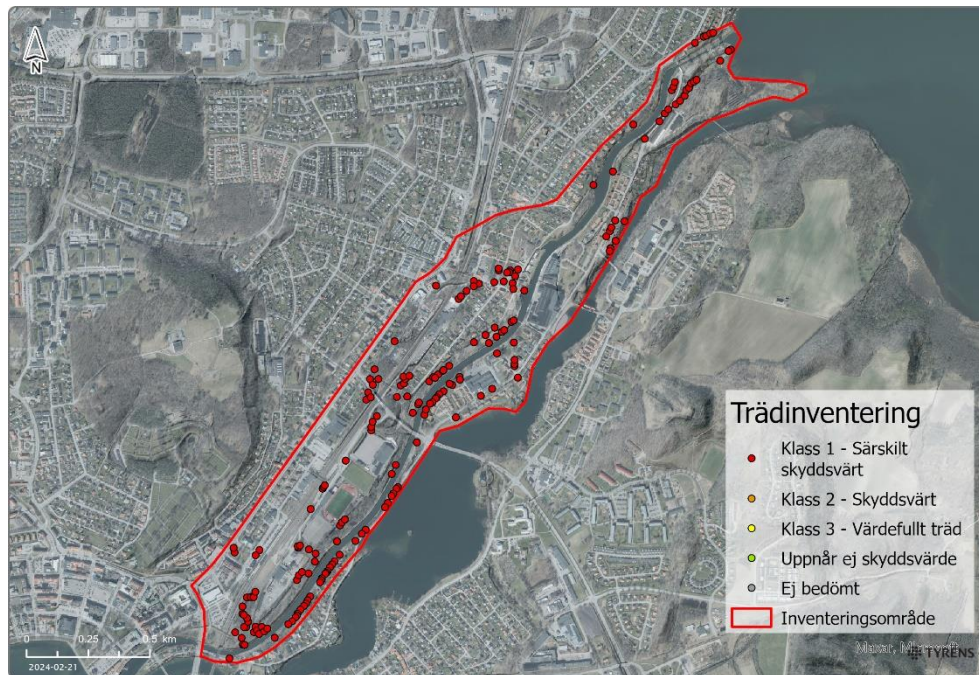 N
Trädinventering
Klass 1 - Särskilt
skyddsvärt
Klass 2 - Skyddsvärt
Klass 3 - Värdefullt träd
Uppnår ej skyddsvärde
Ej bedömt
Inventeringsområde
0 0.25 0.5 km
2024-02-21
Maxar, Microsoft
TYRÉNS